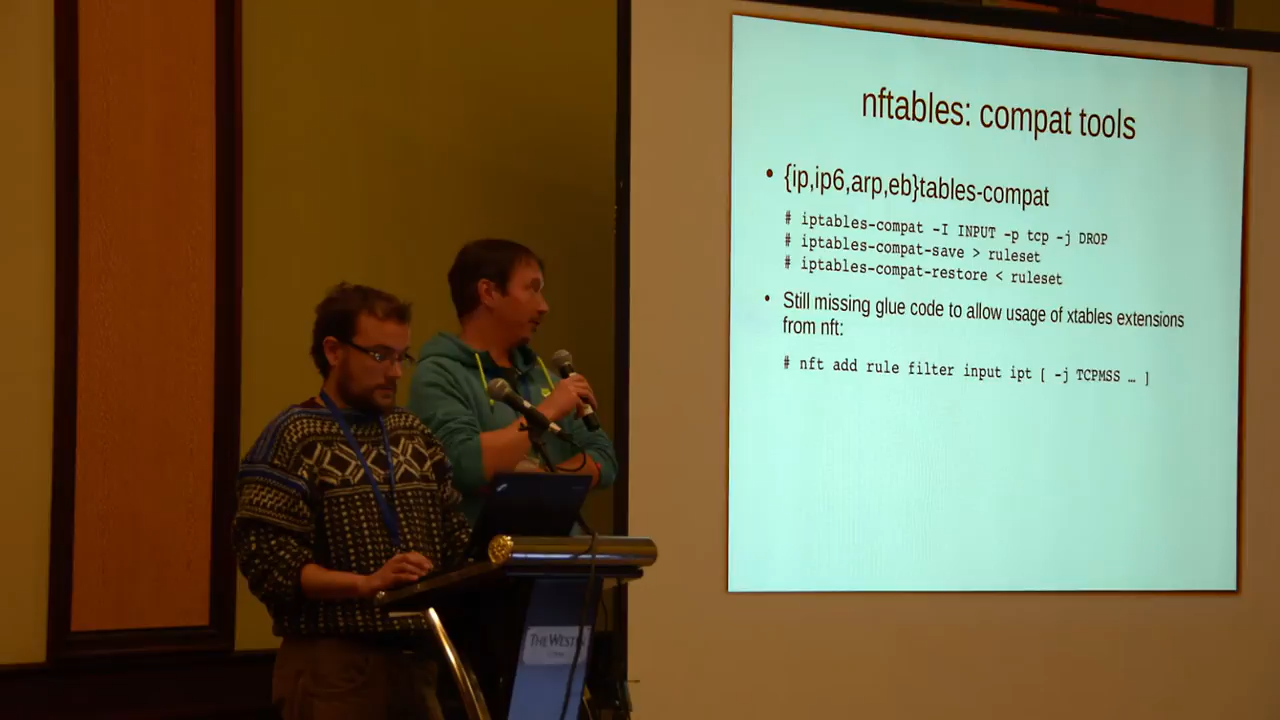 nftables: compat tools
• {ip,ip6,arp,eb}tables-compat
# iptables-compat -I INPUT -p tcp -j DROP
# iptables-compat-save > ruleset
# iptables-compat-restore < ruleset
• Still missing glue code to allow usage of xtables extensions
from nft:
# nft add rule filter input ipt [ -j TCPMSS … ]
THE WESTIN